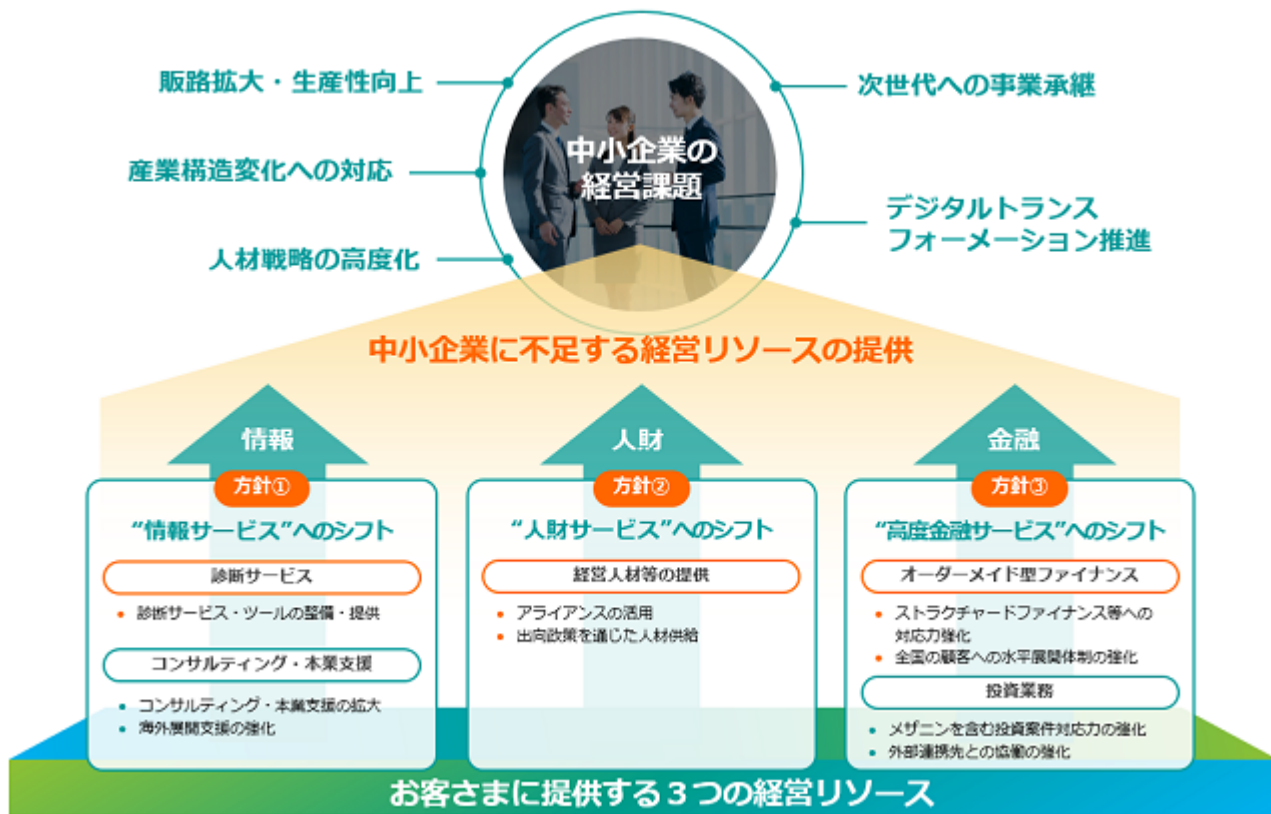 販路拡大・生産性向上
産業構造変化への対応
人材戦略の高度化
中小企業の
経営課題
次世代への事業承継
デジタルトランス
フォーメーション推進
中小企業に不足する経営リソースの提供
情報
方針①
“情報サービス”へのシフト
診断サービス
• 診断サービス・ツールの整備・提供
コンサルティング・本業支援
• コンサルティング・本業支援の拡大
• 海外展開支援の強化
人財
方針②
“人財サービス”へのシフト
経営人材等の提供
• アライアンスの活用
• 出向政策を通じた人材供給
金融
方針③
“高度金融サービス”へのシフト
オーダーメイド型ファイナンス
• ストラクチャードファイナンス等への
対応力強化
• 全国の顧客への水平展開体制の強化
投資業務
• メザニンを含む投資案件対応力の強化
• 外部連携先との協働の強化
お客さまに提供する３つの経営リソース